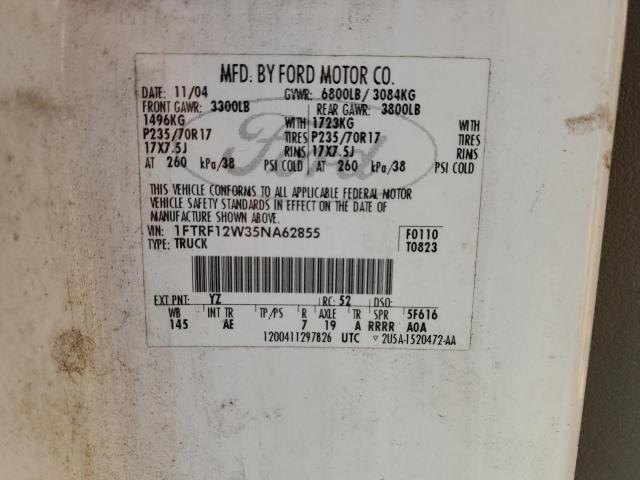 MFD. BY FORD MOTOR CO.
DATE: 11/04 GVWR: 6800LB/ 3084KG
FRONT GAWR: 3300LB REAR GAWR: 3800LB
1496KG WITH 1723KG WITH
P235/70R17 TIRES P235/70R17 TIRES
17X7.5J RIMS 17X7.5J RIMS
AT 260 kPa/38 PSI COLD AT 260 kPa/38 PSI COLD
THIS VEHICLE CONFORMS TO ALL APPLICABLE FEDERAL MOTOR
VEHICLE SAFETY STANDARDS IN EFFECT ON THE DATE OF
MANUFACTURE SHOWN ABOVE.
VIN: 1FTRF12W35NA62855 F0110
TYPE: TRUCK T0823
EXT PNT: YZ RC: 52 DSO:
WB INT TR TP/PS R AXLE TR SPR 5F616
145 AE 7 19 A RRRR A0A
1200411297826 UTC ▽ 2U5A-1520472-AA
Ford